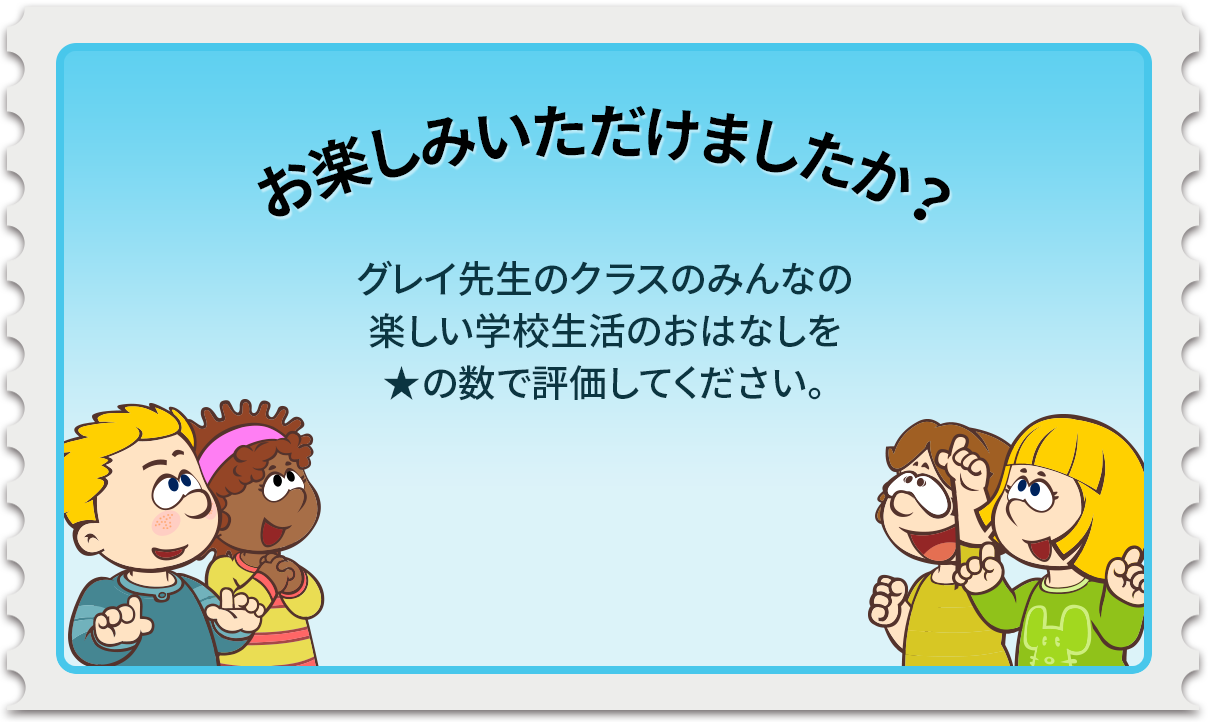 お楽しみいただけましたか？
グレイ先生のクラスのみんなの
楽しい学校生活のおはなしを
★の数で評価してください。